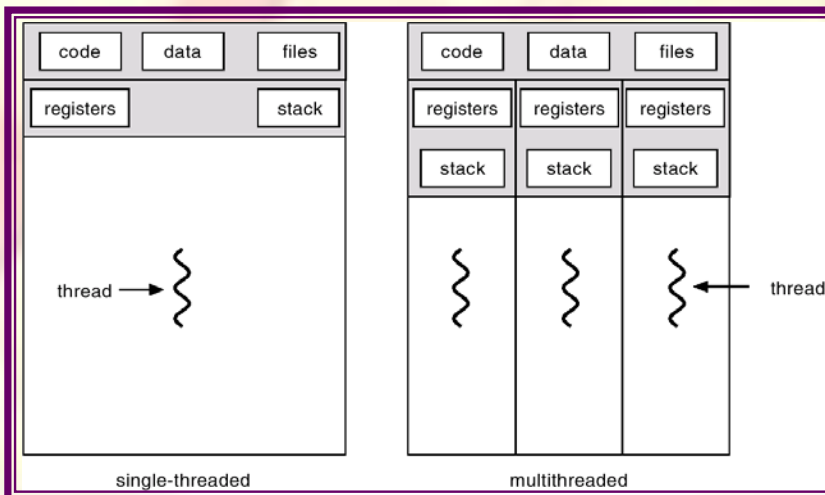 code data files
registers stack
thread
single-threaded
code data files
registers registers registers
stack stack stack
thread
multithreaded